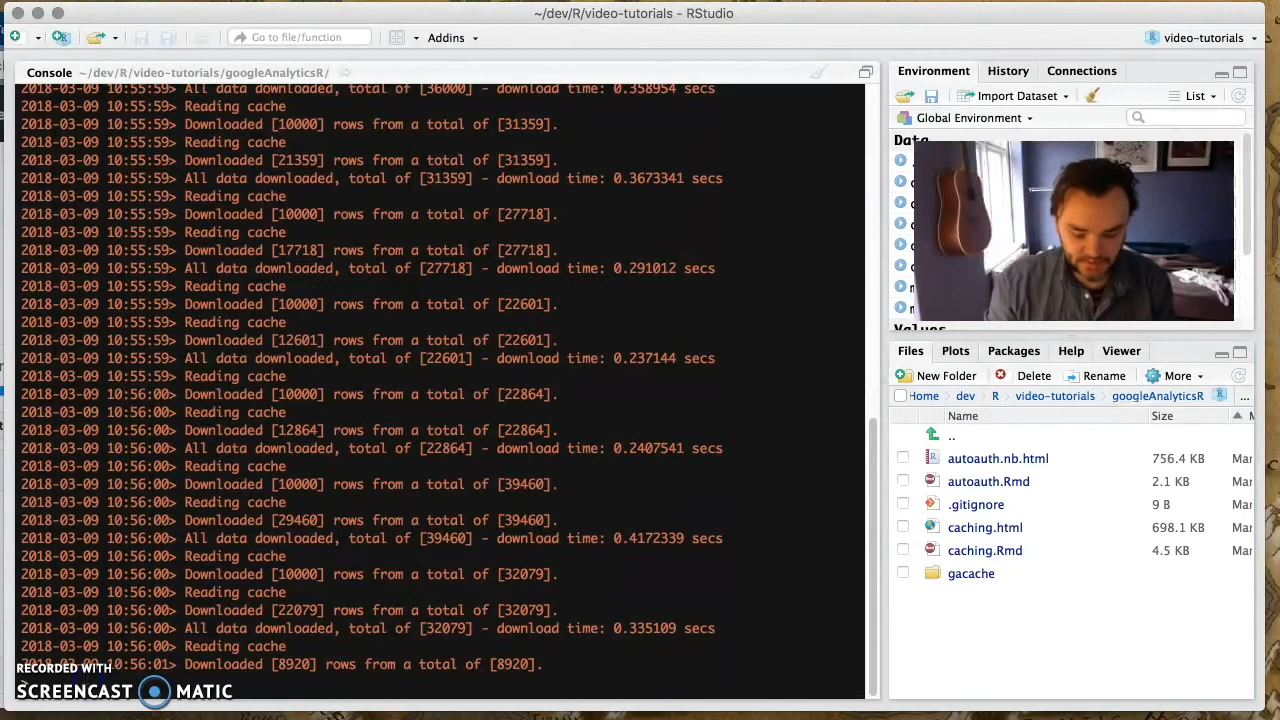 ~/dev/R/video-tutorials - RStudio
Go to file/function
Addins
video-tutorials
Console ~/dev/R/video-tutorials/googleAnalyticsR/
2018-03-09 10:55:59> All data downloaded, total of [36000] - download time: 0.358954 secs
2018-03-09 10:55:59> Reading cache
2018-03-09 10:55:59> Downloaded [10000] rows from a total of [31359].
2018-03-09 10:55:59> Reading cache
2018-03-09 10:55:59> Downloaded [21359] rows from a total of [31359].
2018-03-09 10:55:59> All data downloaded, total of [31359] - download time: 0.3673341 secs
2018-03-09 10:55:59> Reading cache
2018-03-09 10:55:59> Downloaded [10000] rows from a total of [27718].
2018-03-09 10:55:59> Reading cache
2018-03-09 10:55:59> Downloaded [17718] rows from a total of [27718].
2018-03-09 10:55:59> All data downloaded, total of [27718] - download time: 0.291012 secs
2018-03-09 10:55:59> Reading cache
2018-03-09 10:55:59> Downloaded [10000] rows from a total of [22601].
2018-03-09 10:55:59> Reading cache
2018-03-09 10:55:59> Downloaded [12601] rows from a total of [22601].
2018-03-09 10:55:59> All data downloaded, total of [22601] - download time: 0.237144 secs
2018-03-09 10:55:59> Reading cache
2018-03-09 10:56:00> Downloaded [10000] rows from a total of [22864].
2018-03-09 10:56:00> Reading cache
2018-03-09 10:56:00> Downloaded [12864] rows from a total of [22864].
2018-03-09 10:56:00> All data downloaded, total of [22864] - download time: 0.2407541 secs
2018-03-09 10:56:00> Reading cache
2018-03-09 10:56:00> Downloaded [10000] rows from a total of [39460].
2018-03-09 10:56:00> Reading cache
2018-03-09 10:56:00> Downloaded [29460] rows from a total of [39460].
2018-03-09 10:56:00> All data downloaded, total of [39460] - download time: 0.4172339 secs
2018-03-09 10:56:00> Reading cache
2018-03-09 10:56:00> Downloaded [10000] rows from a total of [32079].
2018-03-09 10:56:00> Reading cache
2018-03-09 10:56:00> Downloaded [22079] rows from a total of [32079].
2018-03-09 10:56:00> All data downloaded, total of [32079] - download time: 0.335109 secs
2018-03-09 10:56:00> Reading cache
10:56:01> Downloaded [8920] rows from a total of [8920].
RECORDED WITH
SCREENCAST MATIC
Environment History Connections
Import Dataset List
Global Environment
Data
Values
Files Plots Packages Help Viewer
New Folder Delete Rename More
Home dev R video-tutorials googleAnalyticsR ...
Name Size
..
autoauth.nb.html 756.4 KB Mar
autoauth.Rmd 2.1 KB Mar
.gitignore 9 B Mar
caching.html 698.1 KB Mar
caching.Rmd 4.5 KB Mar
gacache